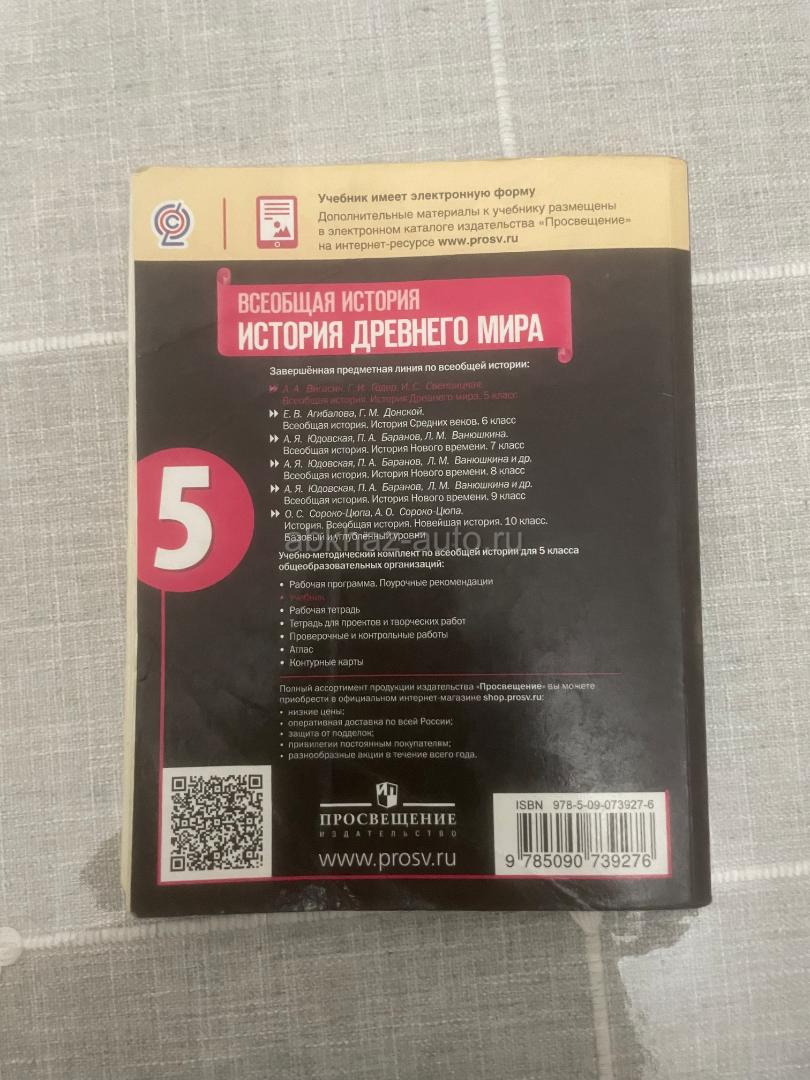 Учебник имеет электронную форму
Дополнительные материалы к учебнику размещены
в электронном каталоге издательства «Просвещение»
на интернет-ресурсе www.prosv.ru
ВСЕОБЩАЯ ИСТОРИЯ
ИСТОРИЯ ДРЕВНЕГО МИРА
Завершённая предметная линия по всеобщей истории:
А. А. Вигасин, Г. И. Годер, И. С. Свенцицкая.
Всеобщая история. История Древнего мира. 5 класс
Е. В. Агибалова, Г. М. Донской.
Всеобщая история. История Средних веков. 6 класс
А. Я. Юдовская, П. А. Баранов, Л. М. Ванюшкина.
Всеобщая история. История Нового времени. 7 класс
А. Я. Юдовская, П. А. Баранов, Л. М. Ванюшкина и др.
Всеобщая история. История Нового времени. 8 класс
А. Я. Юдовская, П. А. Баранов, Л. М. Ванюшкина и др.
Всеобщая история. История Нового времени. 9 класс
О. С. Сороко-Цюпа, А. О. Сороко-Цюпа.
История. Всеобщая история. Новейшая история. 10 класс.
Базовый и углублённый уровни
5
abkhaz-auto.ru
Учебно-методический комплект по всеобщей истории для 5 класса
общеобразовательных организаций:
• Рабочая программа. Поурочные рекомендации
• Учебник
• Рабочая тетрадь
• Тетрадь для проектов и творческих работ
• Проверочные и контрольные работы
• Атлас
• Контурные карты
Полный ассортимент продукции издательства «Просвещение» вы можете
приобрести в официальном интернет-магазине shop.prosv.ru:
• низкие цены;
• оперативная доставка по всей России;
• защита от подделок;
• привилегии постоянным покупателям;
• разнообразные акции в течение всего года.
ПРОСВЕЩЕНИЕ
ИЗДАТЕЛЬСТВО
www.prosv.ru
ISBN 978-5-09-073927-6
9 785090 739276